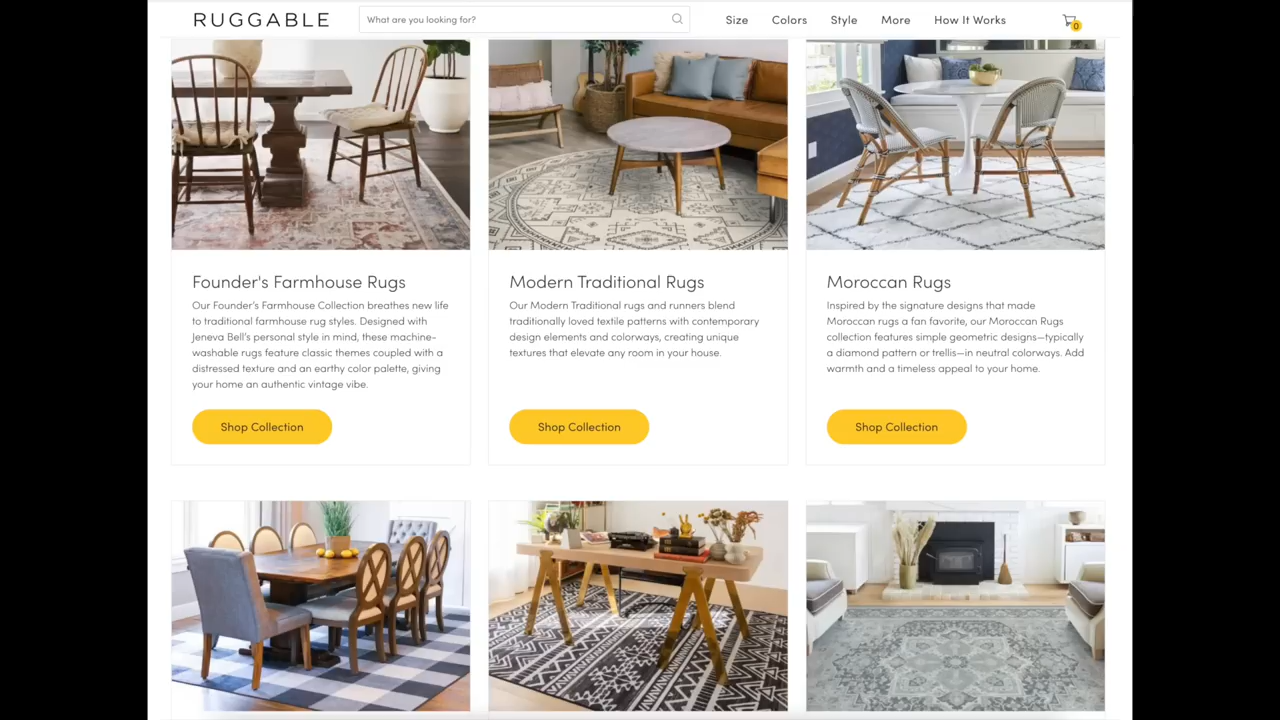 RUGGABLE
What are you looking for?
Size
Colors
Style
More
How It Works
0
Founder's Farmhouse Rugs
Our Founder's Farmhouse Collection breathes new life
to traditional farmhouse rug styles. Designed with
Jeneva Bell's personal style in mind, these machine-
washable rugs feature classic themes coupled with a
distressed texture and an earthy color palette, giving
your home an authentic vintage vibe.
Shop Collection
Modern Traditional Rugs
Our Modern Traditional rugs and runners blend
traditionally loved textile patterns with contemporary
design elements and colorways, creating unique
textures that elevate any room in your house.
Shop Collection
Moroccan Rugs
Inspired by the signature designs that made
Moroccan rugs a fan favorite, our Moroccan Rugs
collection features simple geometric designs—typically
a diamond pattern or trellis—in neutral colorways. Add
warmth and a timeless appeal to your home.
Shop Collection